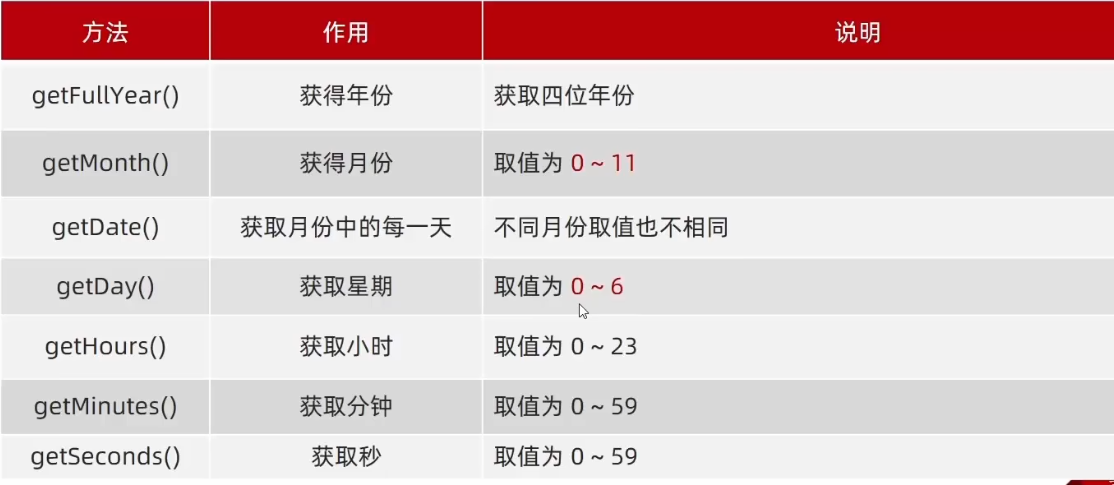 方法 作用 说明
getFullYear() 获得年份 获取四位年份
getMonth() 获得月份 取值为 0 ~ 11
getDate() 获取月份中的每一天 不同月份取值也不相同
getDay() 获取星期 取值为 0 ~ 6
getHours() 获取小时 取值为 0 ~ 23
getMinutes() 获取分钟 取值为 0 ~ 59
getSeconds() 获取秒 取值为 0 ~ 59